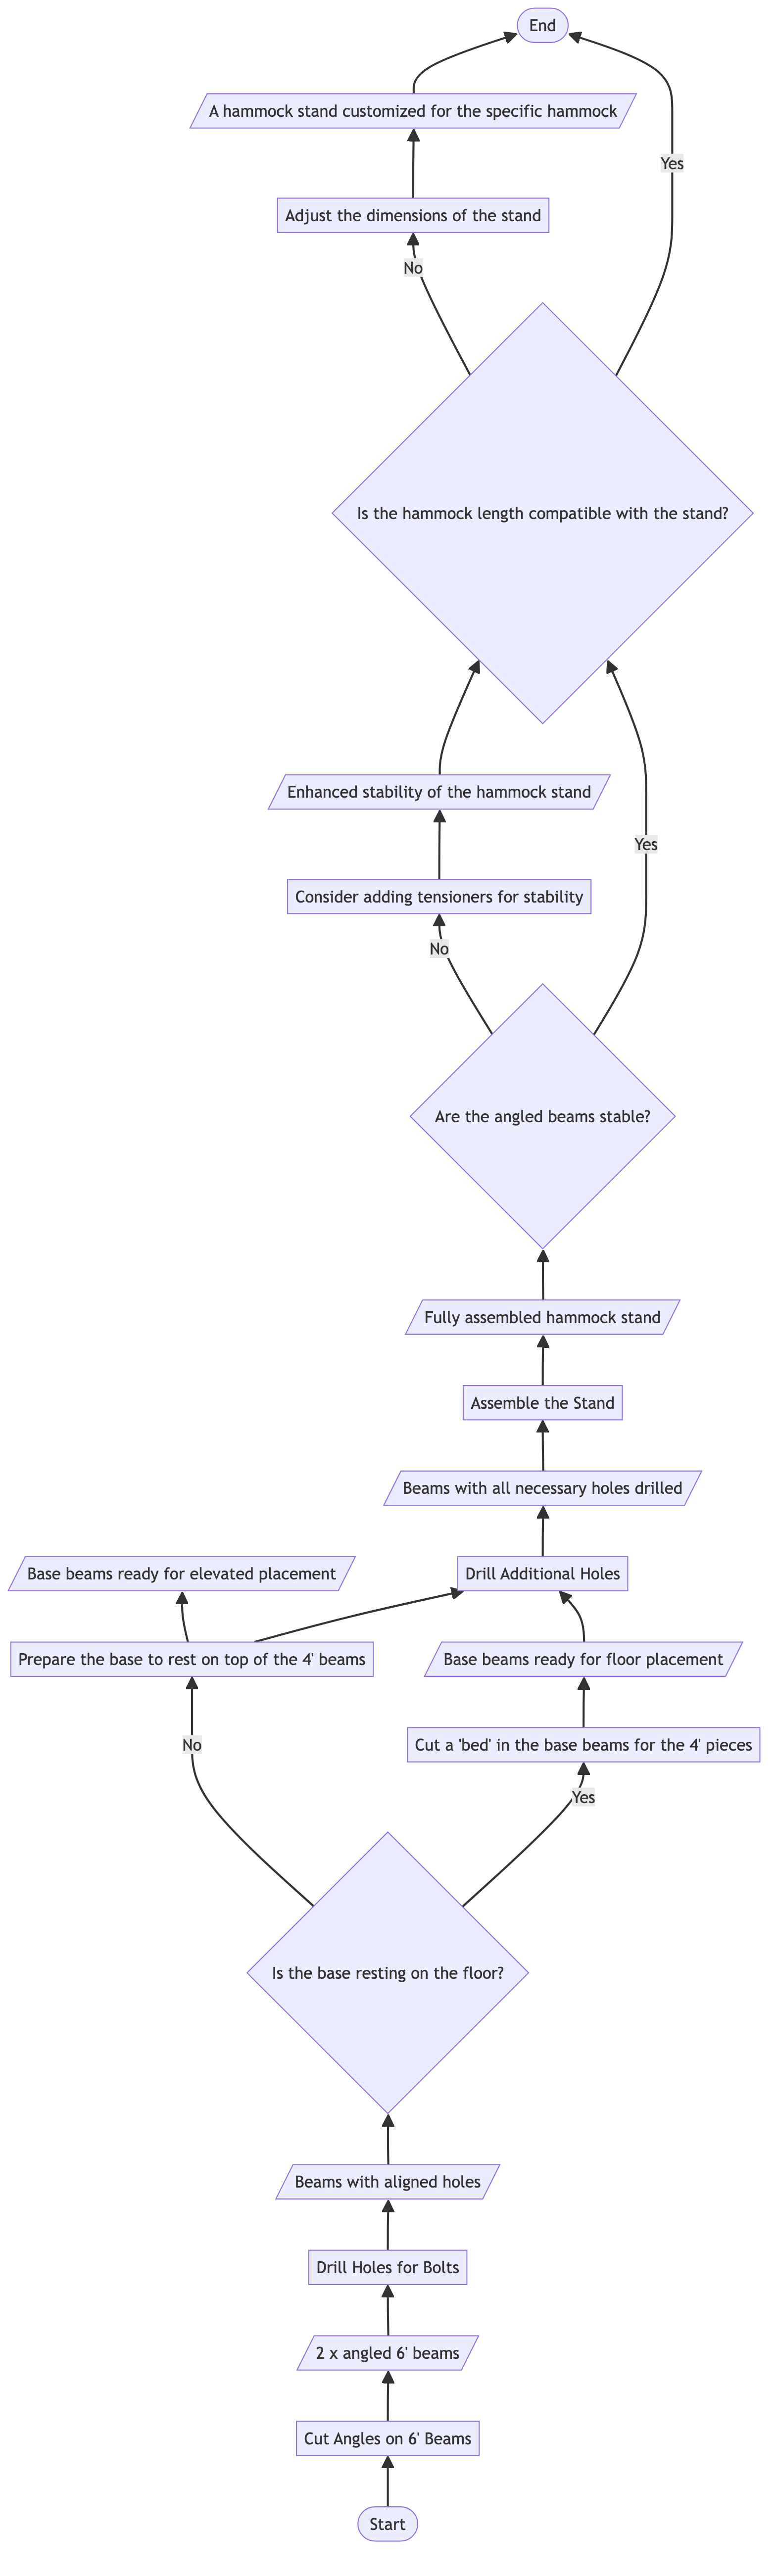 End
A hammock stand customized for the specific hammock
Yes
Adjust the dimensions of the stand
No
Is the hammock length compatible with the stand?
Enhanced stability of the hammock stand
Yes
Consider adding tensioners for stability
No
Are the angled beams stable?
Fully assembled hammock stand
Assemble the Stand
Beams with all necessary holes drilled
Base beams ready for elevated placement
Drill Additional Holes
Prepare the base to rest on top of the 4' beams
Base beams ready for floor placement
No
Cut a 'bed' in the base beams for the 4' pieces
Yes
Is the base resting on the floor?
Beams with aligned holes
Drill Holes for Bolts
2 x angled 6' beams
Cut Angles on 6' Beams
Start